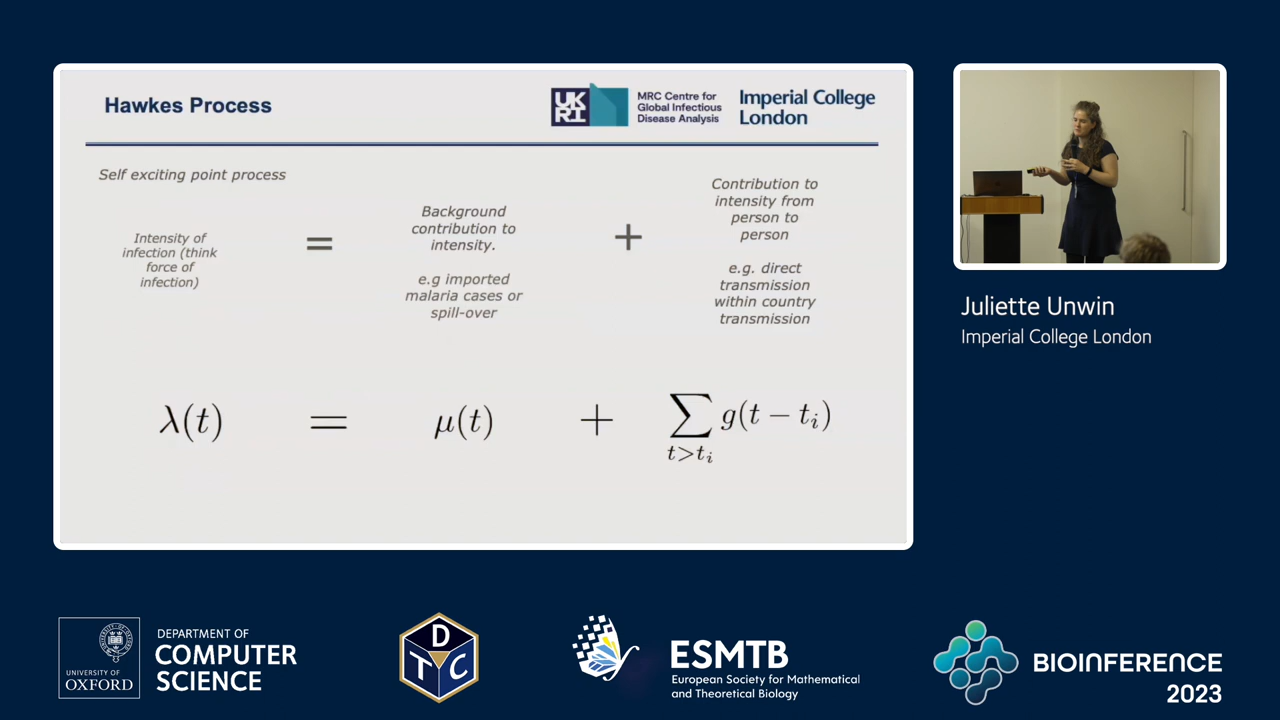 Hawkes Process
UK
RI
MRC Centre for
Global Infectious
Disease Analysis
Imperial College
London
Self exciting point process
Intensity of
infection (think
force of
infection)
=
Background
contribution to
intensity.
e.g imported
malaria cases or
spill-over
+
Contribution to
intensity from
person to
person
e.g. direct
transmission
within country
transmission
λ(t) = μ(t) + ∑ g(t − tᵢ)
t>tᵢ
Juliette Unwin
Imperial College London
UNIVERSITY OF
OXFORD
DEPARTMENT OF
COMPUTER
SCIENCE
D
T C
ESMTB
European Society for Mathematical
and Theoretical Biology
BIOINFERENCE
2023